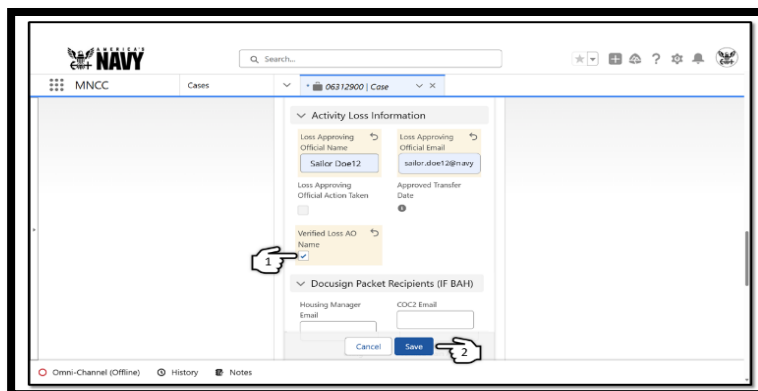 AMERICA'S
NAVY
Search...
MNCC
Cases
* 06312900 | Case
Activity Loss Information
Loss Approving
Official Name
Loss Approving
Official Email
Sailor Doe12
sailor.doe12@navy
Loss Approving
Official Action Taken
Approved Transfer
Date
Verified Loss AO
Name
1
Docusign Packet Recipients (IF BAH)
Housing Manager
Email
COC2 Email
Cancel
Save
2
Omni-Channel (Offline)
History
Notes